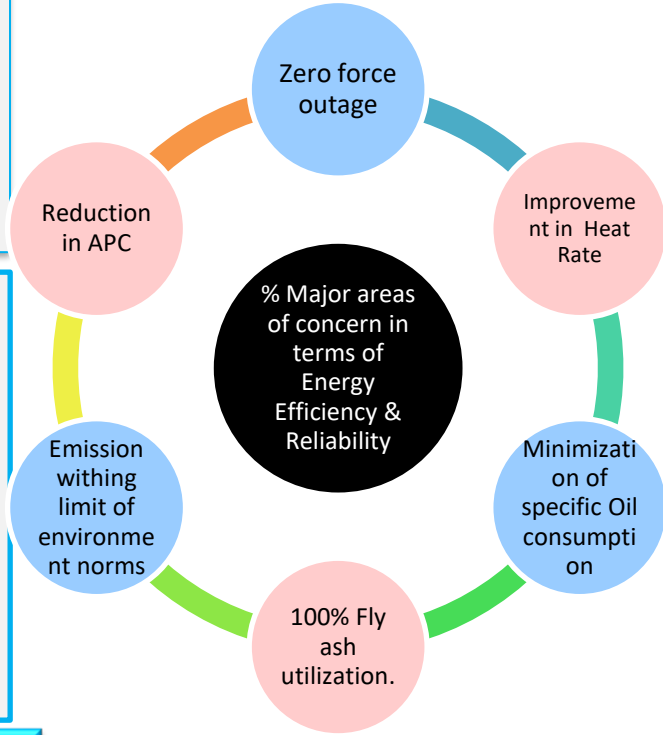 Zero force
outage
Improveme
nt in Heat
Rate
Minimizati
on of
specific Oil
consumpti
on
100% Fly
ash
utilization.
Emission
withing
limit of
environme
nt norms
Reduction
in APC
% Major areas
of concern in
terms of
Energy
Efficiency &
Reliability